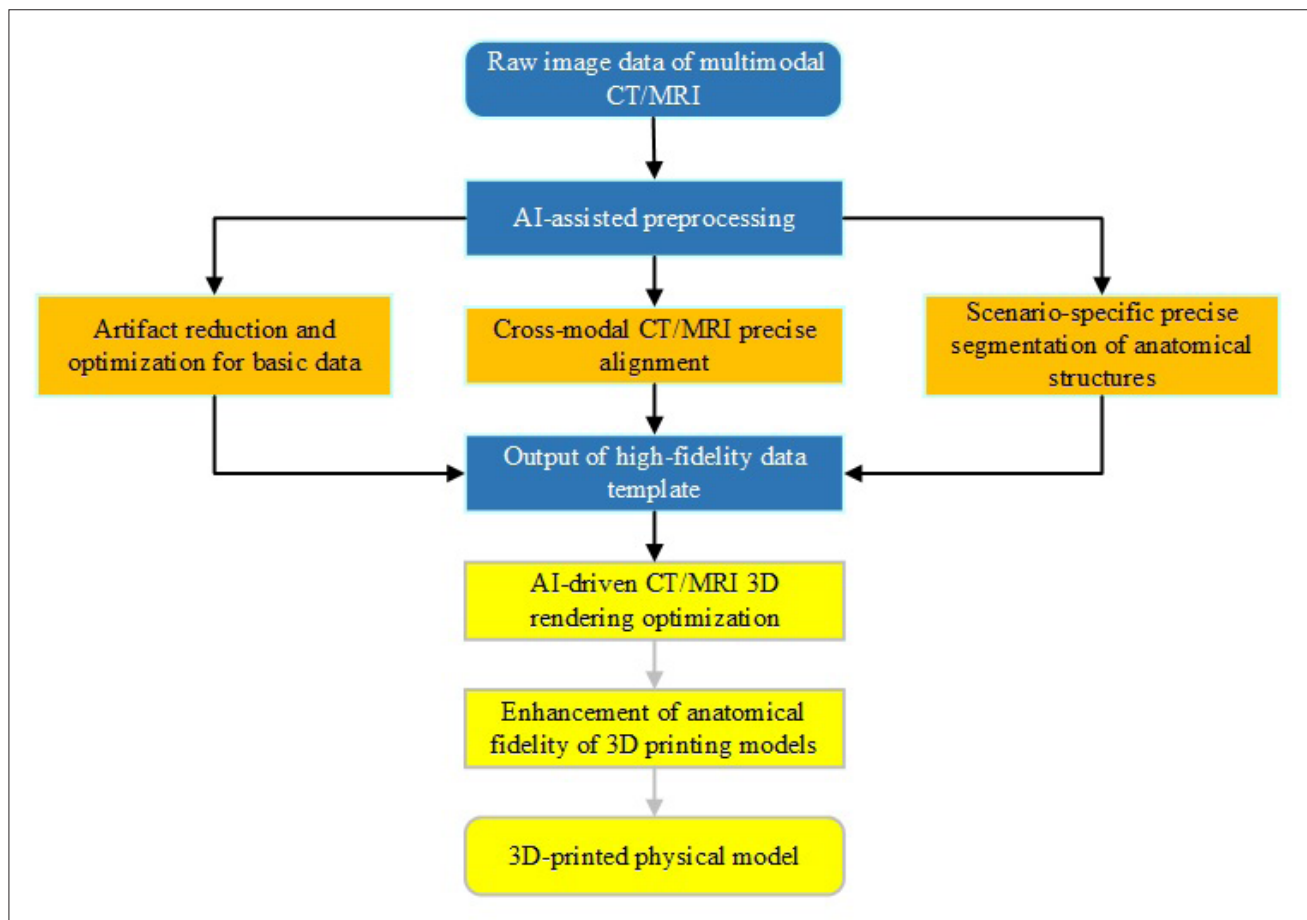 Raw image data of multimodal
CT/MRI
AI-assisted preprocessing
Artifact reduction and
optimization for basic data
Cross-modal CT/MRI precise
alignment
Scenario-specific precise
segmentation of anatomical
structures
Output of high-fidelity data
template
AI-driven CT/MRI 3D
rendering optimization
Enhancement of anatomical
fidelity of 3D printing models
3D-printed physical model